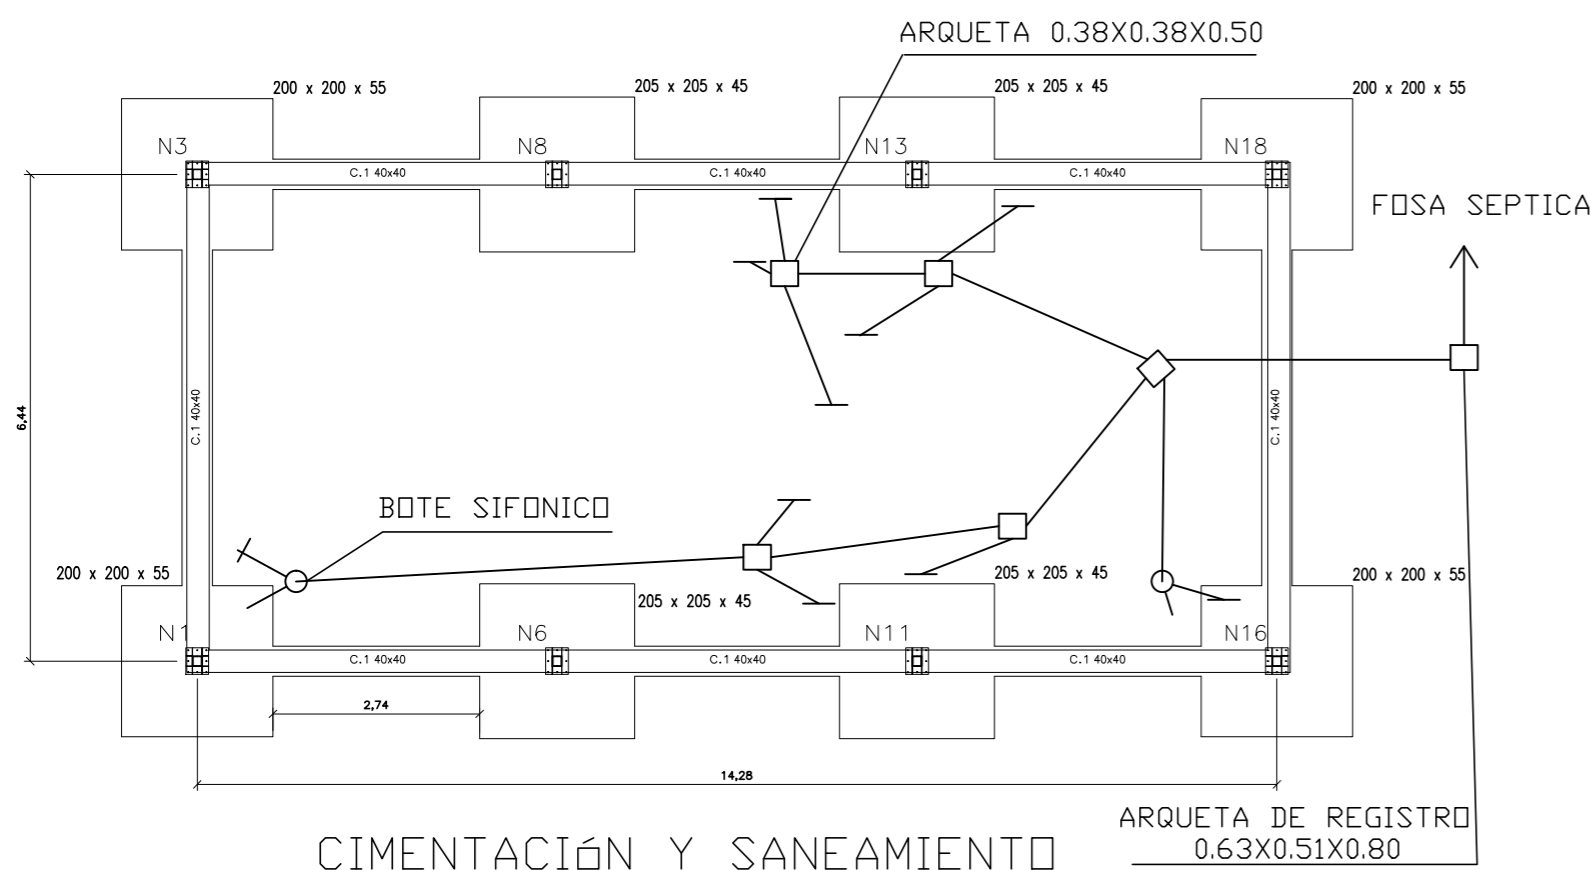 ARQUETA 0.38X0.38X0.50
200 x 200 x 55
205 x 205 x 45
205 x 205 x 45
200 x 200 x 55
N3
N8
N13
N18
C.1 40x40
C.1 40x40
C.1 40x40
FOSA SEPTICA
6,44
C.1 40x40
C.1 40x40
BOTE SIFONICO
200 x 200 x 55
205 x 205 x 45
205 x 205 x 45
200 x 200 x 55
N1
N6
N11
N16
C.1 40x40
C.1 40x40
C.1 40x40
2,74
14,28
ARQUETA DE REGISTRO
0.63X0.51X0.80
CIMENTACIóN Y SANEAMIENTO